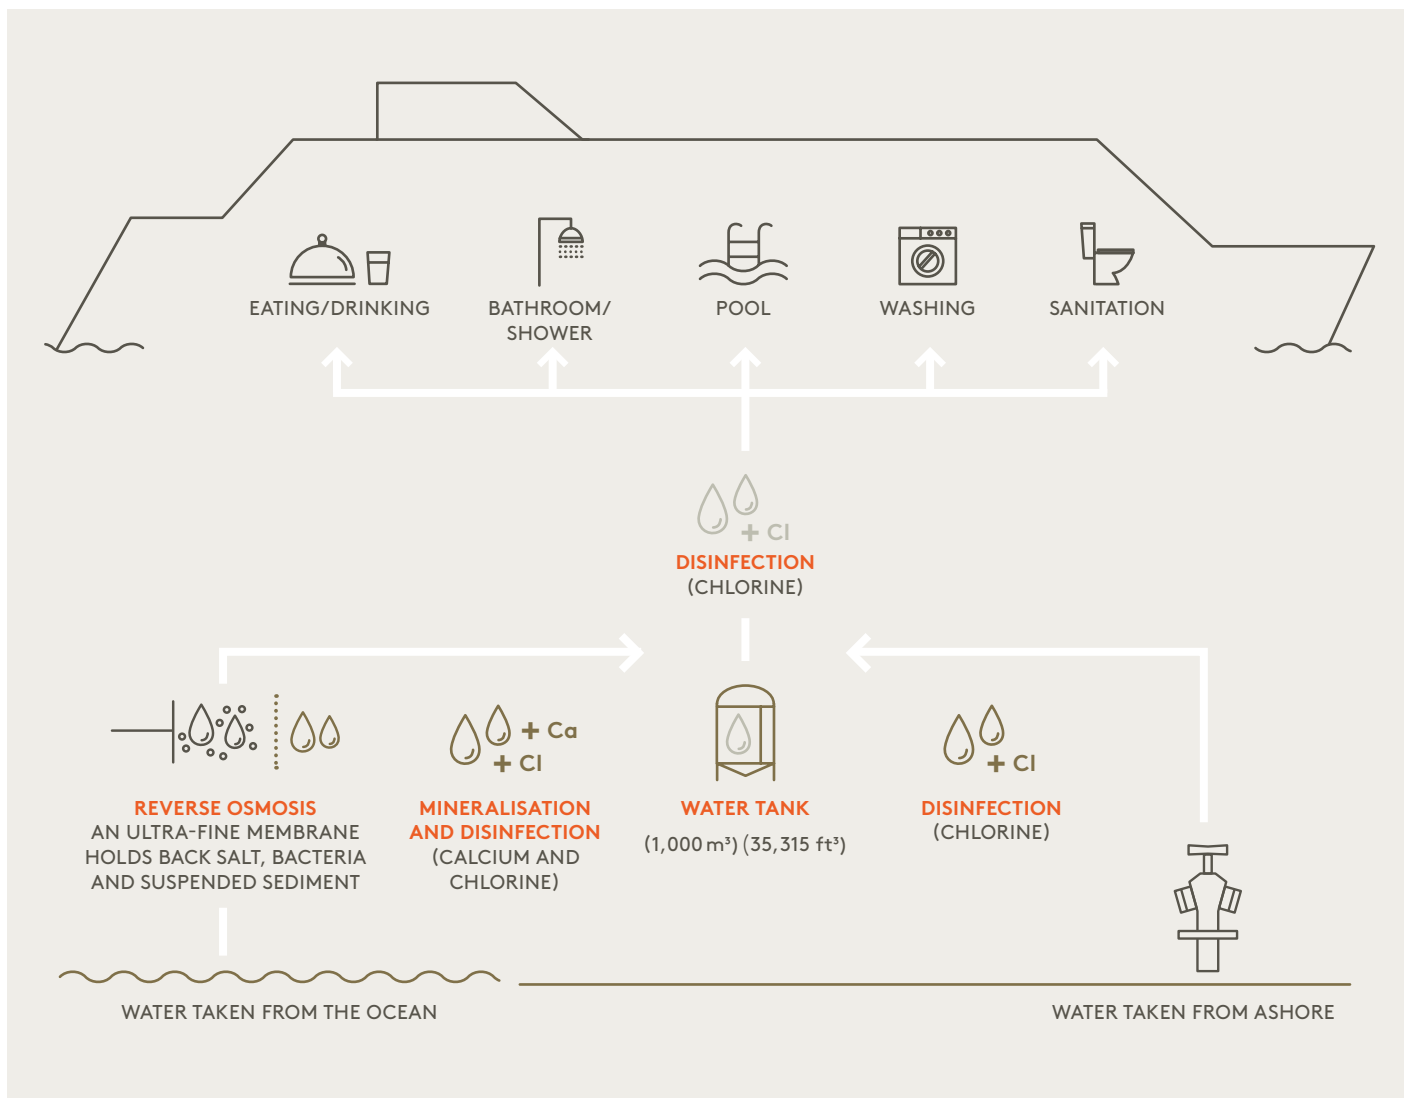 EATING/DRINKING
BATHROOM/
SHOWER
POOL
WASHING
SANITATION
+ Cl
DISINFECTION
(CHLORINE)
REVERSE OSMOSIS
AN ULTRA-FINE MEMBRANE
HOLDS BACK SALT, BACTERIA
AND SUSPENDED SEDIMENT
+ Ca
+ Cl
MINERALISATION
AND DISINFECTION
(CALCIUM AND
CHLORINE)
WATER TANK
(1,000 m³) (35,315 ft³)
+ Cl
DISINFECTION
(CHLORINE)
WATER TAKEN FROM THE OCEAN
WATER TAKEN FROM ASHORE